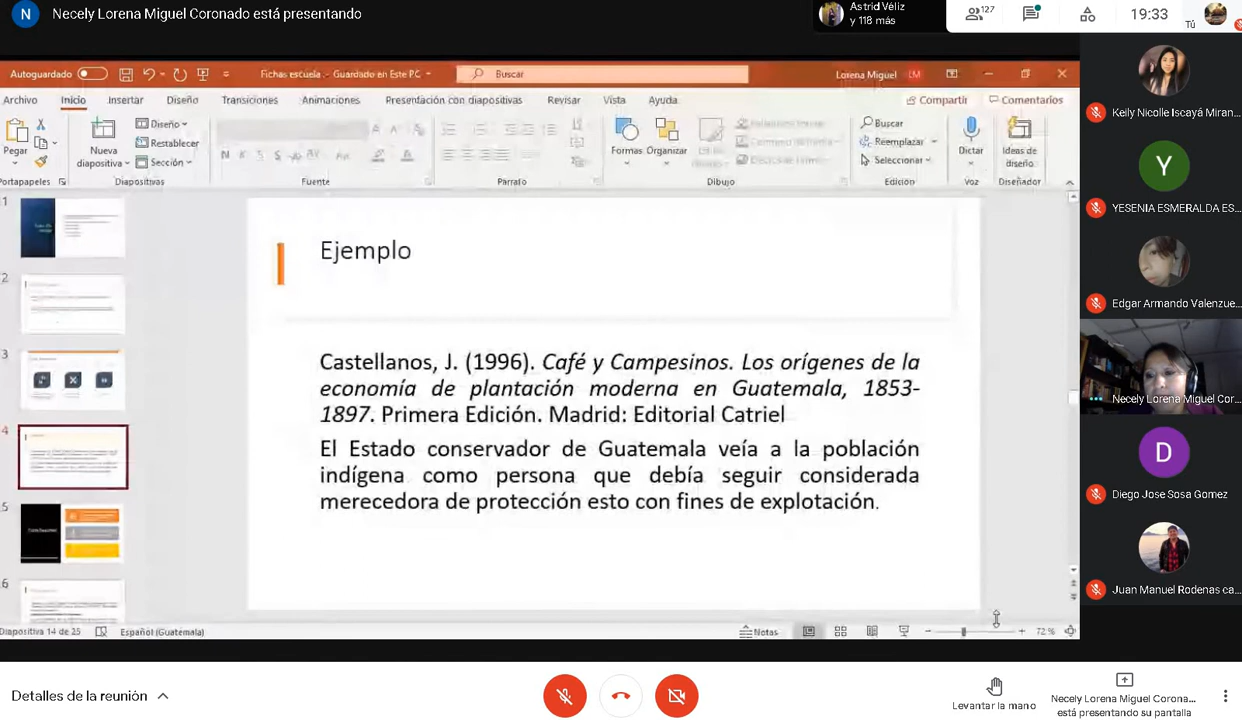 N Necely Lorena Miguel Coronado está presentando
Astrid Véliz
y 118 más
127
19:33
Tú
Autoguardado
Fichas escuela - Guardado en Este PC
Buscar
Lorena Miguel LM
Archivo Inicio Insertar Diseño Transiciones Animaciones Presentación con diapositivas Revisar Vista Ayuda
Compartir Comentarios
Pegar
Nueva
diapositiva
Diseño
Restablecer
Sección
Formas Organizar
Buscar
Reemplazar
Seleccionar
Dictar
Ideas de
diseño
Portapapeles Diapositivas Fuente Párrafo Dibujo Edición Voz Diseñador
1
2
3
4
5
6
Ejemplo
Castellanos, J. (1996). Café y Campesinos. Los orígenes de la
economía de plantación moderna en Guatemala, 1853-
1897. Primera Edición. Madrid: Editorial Catriel
El Estado conservador de Guatemala veía a la población
indígena como persona que debía seguir considerada
merecedora de protección esto con fines de explotación.
Diapositiva 14 de 25 Español (Guatemala)
Notas
72 %
Keily Nicolle Iscayá Miran...
Y
YESENIA ESMERALDA ES...
Edgar Armando Valenzue...
Necely Lorena Miguel Cor...
D
Diego Jose Sosa Gomez
Juan Manuel Rodenas ca...
Detalles de la reunión
Levantar la mano
Necely Lorena Miguel Corona...
está presentando su pantalla